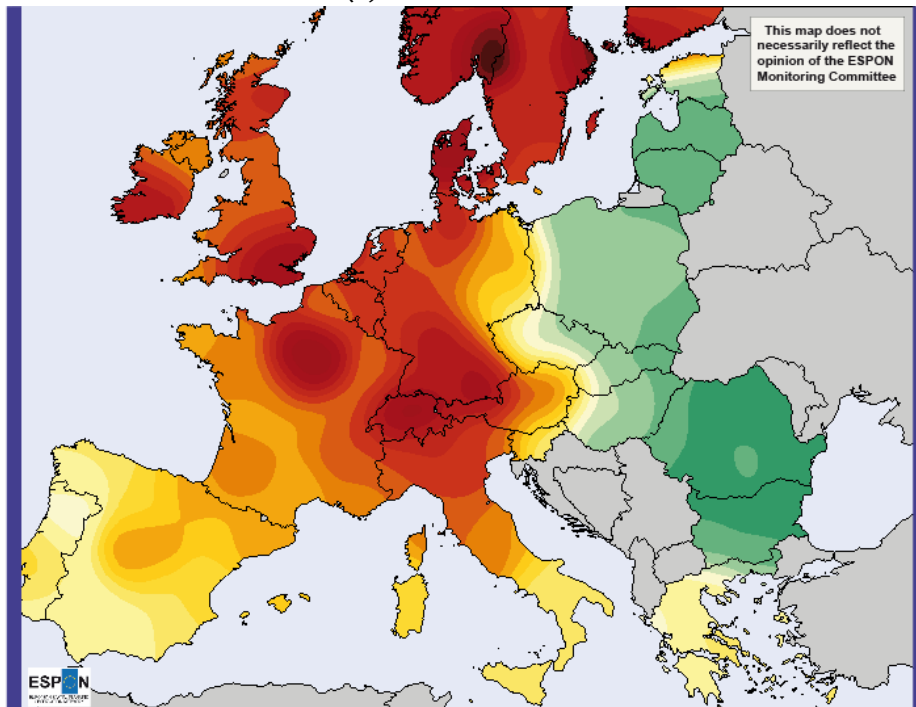 This map does not
necessarily reflect the
opinion of the ESPON
Monitoring Committee
ESPON